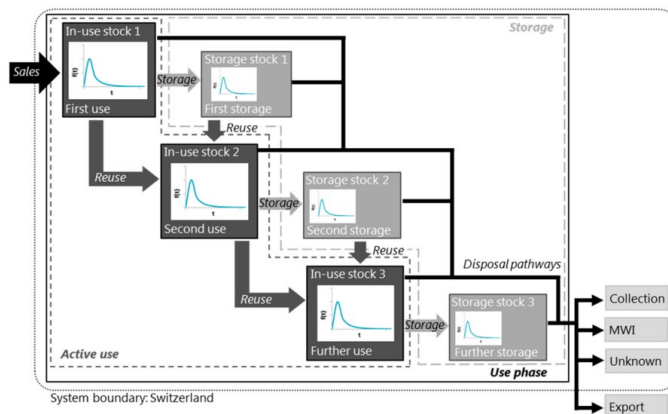 In-use stock 1
Storage
Sales
f(t)
t
First use
Storage
Storage stock 1
f(t)
t
First storage
Reuse
Reuse
In-use stock 2
f(t)
t
Second use
Storage
Storage stock 2
f(t)
t
Second storage
Reuse
Reuse
In-use stock 3
f(t)
t
Further use
Storage
Storage stock 3
f(t)
t
Further storage
Disposal pathways
Collection
MWI
Unknown
Export
Active use
Use phase
System boundary: Switzerland